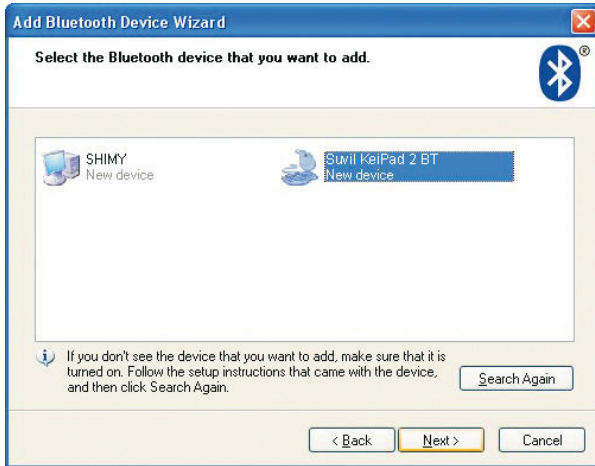 Add Bluetooth Device Wizard
Select the Bluetooth device that you want to add.
®
SHIMY
New device
Suvil KeiPad 2 BT
New device
If you don't see the device that you want to add, make sure that it is
turned on. Follow the setup instructions that came with the device,
and then click Search Again.
Search Again
< Back
Next >
Cancel